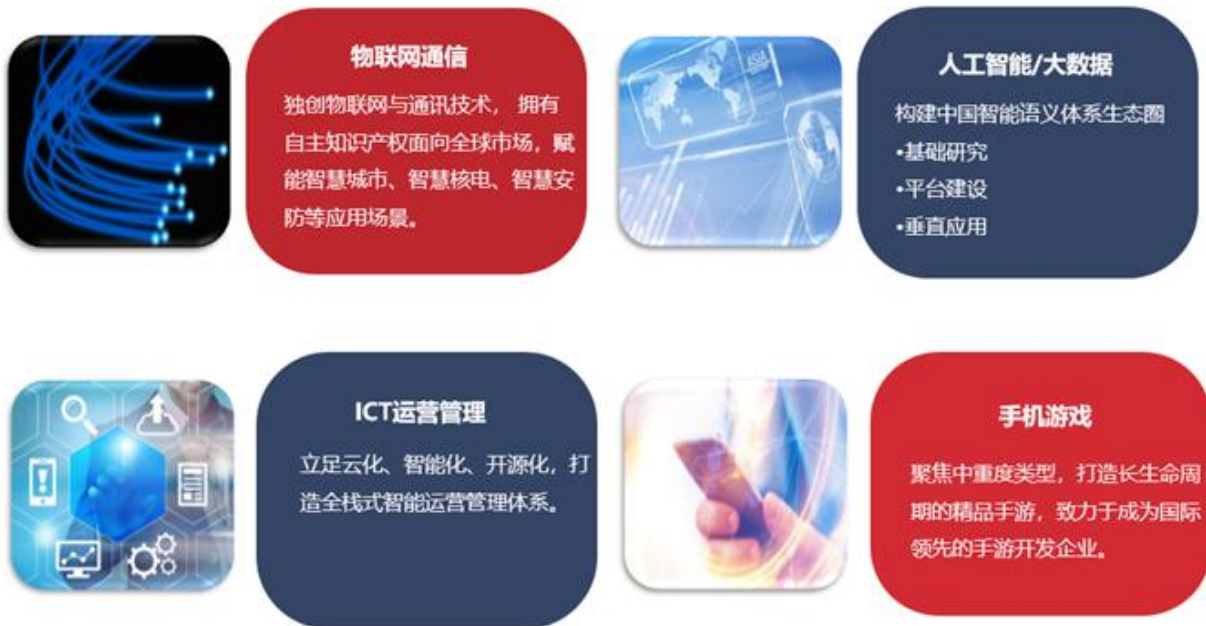 物联网通信
独创物联网与通讯技术， 拥有
自主知识产权面向全球市场，赋
能智慧城市、智慧核电、智慧安
防等应用场景。
人工智能/大数据
构建中国智能语义体系生态圈
•基础研究
•平台建设
•垂直应用
ICT运营管理
立足云化、智能化、开源化，打
造全栈式智能运营管理体系。
手机游戏
聚焦中重度类型，打造长生命周
期的精品手游，致力于成为国际
领先的手游开发企业。